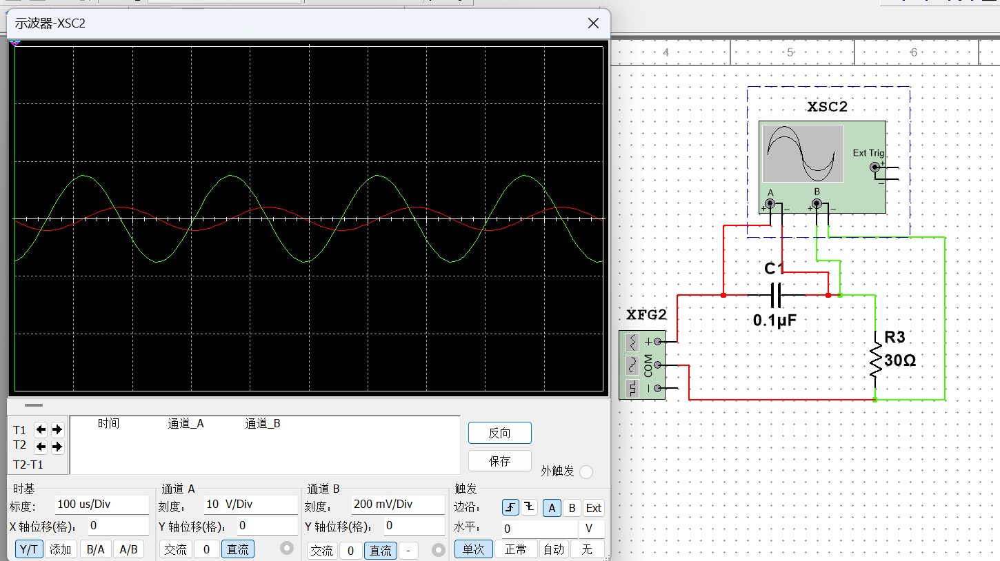 示波器-XSC2
4 5 6
XSC2
Ext Trig
+
−
A B
+ − + −
C1
0.1µF
XFG2
+
COM
−
R3
30Ω
时间 通道_A 通道_B
T1
T2
T2-T1
反向
保存
外触发
时基
标度： 100 us/Div
X 轴位移(格)： 0
Y/T 添加 B/A A/B
通道 A
刻度： 10 V/Div
Y 轴位移(格)： 0
交流 0 直流
通道 B
刻度： 200 mV/Div
Y 轴位移(格)： 0
交流 0 直流 -
触发
边沿： A B Ext
水平： 0 V
单次 正常 自动 无